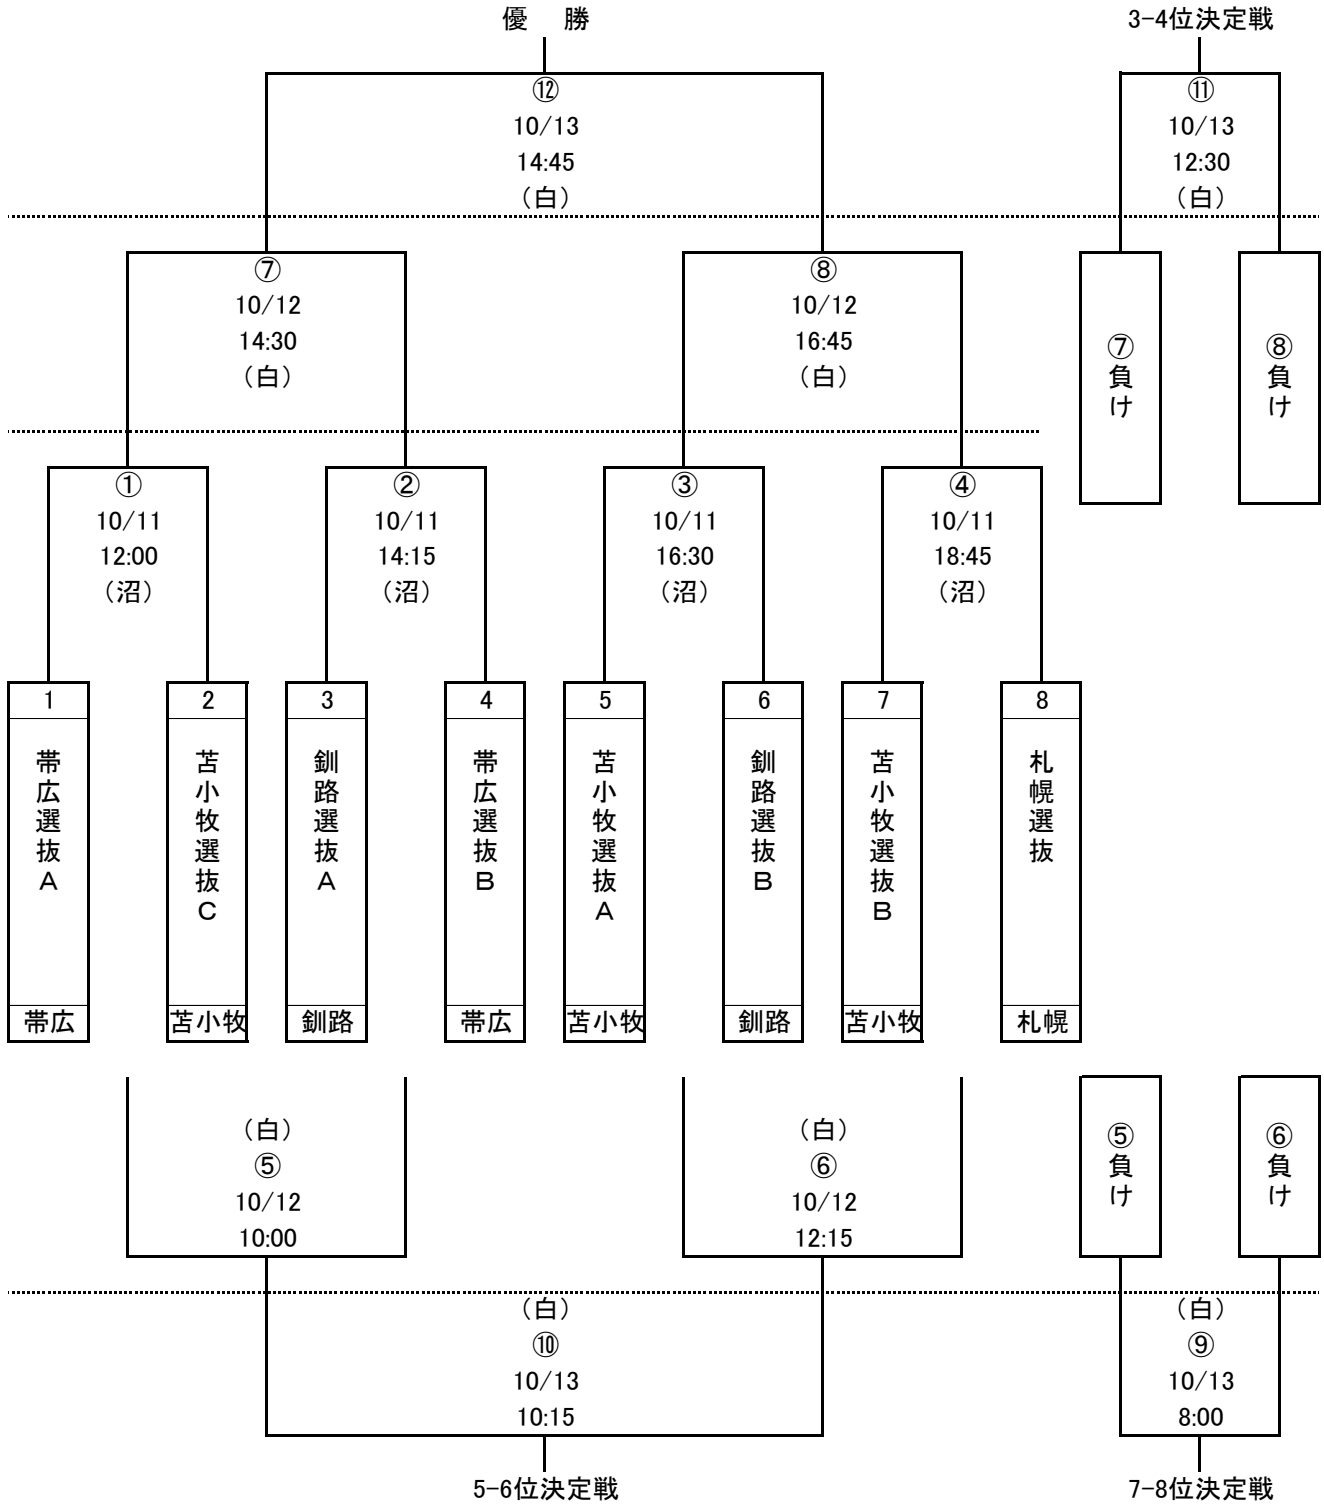 優　勝
3-4位決定戦
⑫
10/13
14:45
（白）
⑪
10/13
12:30
（白）
⑦
10/12
14:30
（白）
⑧
10/12
16:45
（白）
⑦負け
⑧負け
①
10/11
12:00
（沼）
②
10/11
14:15
（沼）
③
10/11
16:30
（沼）
④
10/11
18:45
（沼）
1
帯広選抜A
帯広
2
苫小牧選抜C
苫小牧
3
釧路選抜A
釧路
4
帯広選抜B
帯広
5
苫小牧選抜A
苫小牧
6
釧路選抜B
釧路
7
苫小牧選抜B
苫小牧
8
札幌選抜
札幌
（白）
⑤
10/12
10:00
（白）
⑥
10/12
12:15
⑤負け
⑥負け
（白）
⑩
10/13
10:15
（白）
⑨
10/13
8:00
5-6位決定戦
7-8位決定戦